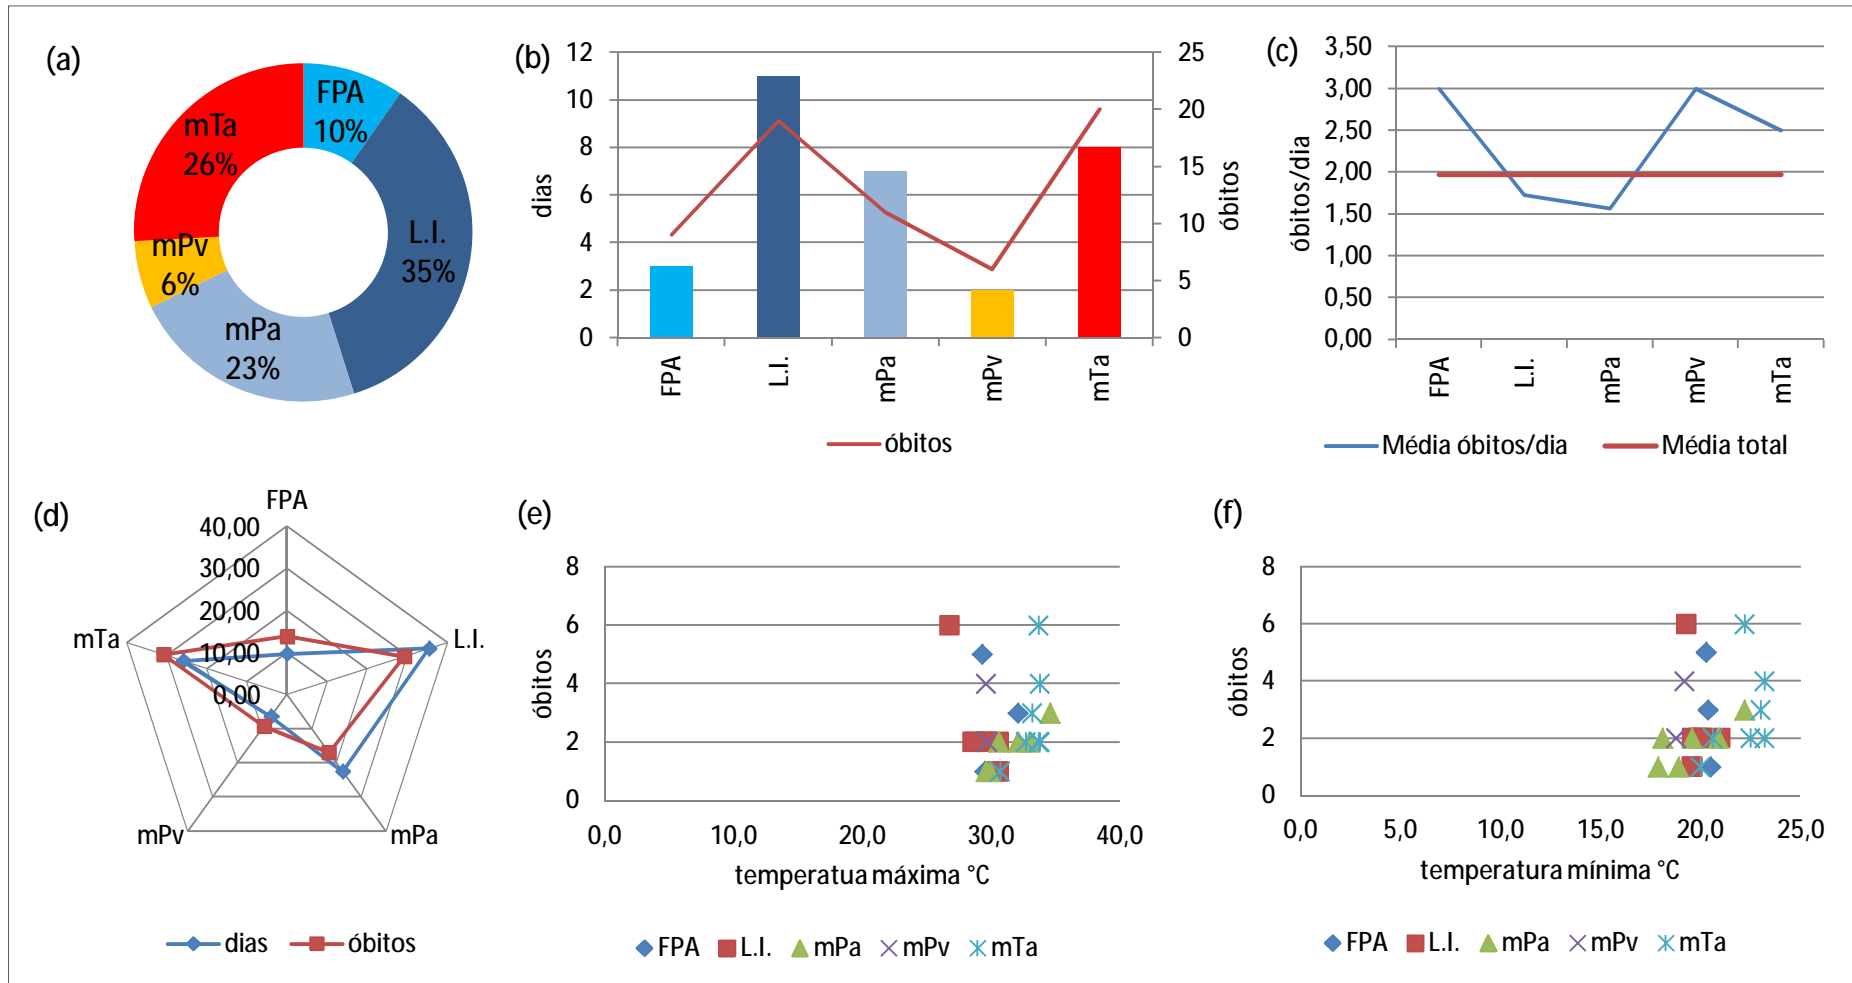 (a)
FPA
10%
L.I.
35%
mPa
23%
mPv
6%
mTa
26%
(b)
12
10
8
6
4
2
0
dias
25
20
15
10
5
0
óbitos
FPA
L.I.
mPa
mPv
mTa
óbitos
(c)
3,50
3,00
2,50
2,00
1,50
1,00
0,50
0,00
óbitos/dia
FPA
L.I.
mPa
mPv
mTa
Média óbitos/dia
Média total
(d)
FPA
40,00
30,00
20,00
10,00
0,00
L.I.
mPa
mPv
mTa
dias
óbitos
(e)
8
6
4
2
0
óbitos
0,0 10,0 20,0 30,0 40,0
temperatua máxima °C
FPA L.I. mPa mPv mTa
(f)
8
6
4
2
0
óbitos
0,0 5,0 10,0 15,0 20,0 25,0
temperatura mínima °C
FPA L.I. mPa mPv mTa